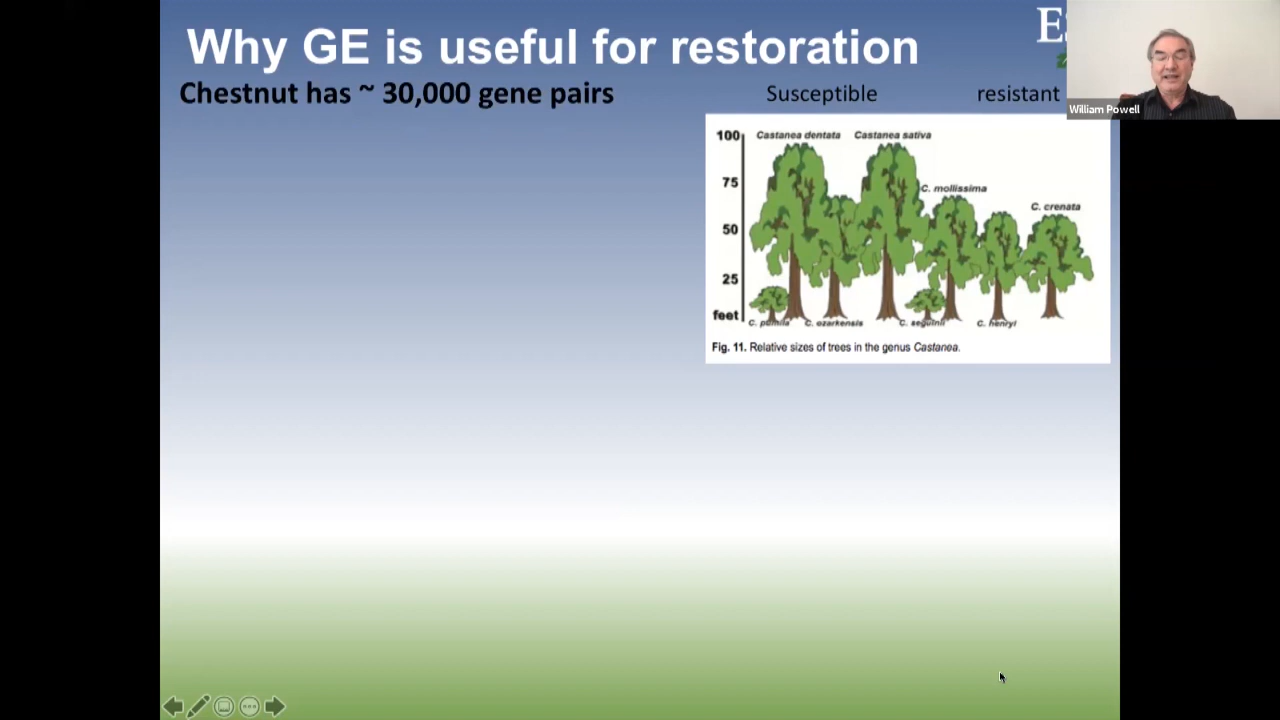 Why GE is useful for restoration
ES
William Powell
Chestnut has ~ 30,000 gene pairs
Susceptible
resistant
100
Castanea dentata
Castanea sativa
75
C. mollissima
C. crenata
50
25
feet
C. pumila
C. ozarkensis
C. seguinii
C. henryi
Fig. 11. Relative sizes of trees in the genus Castanea.